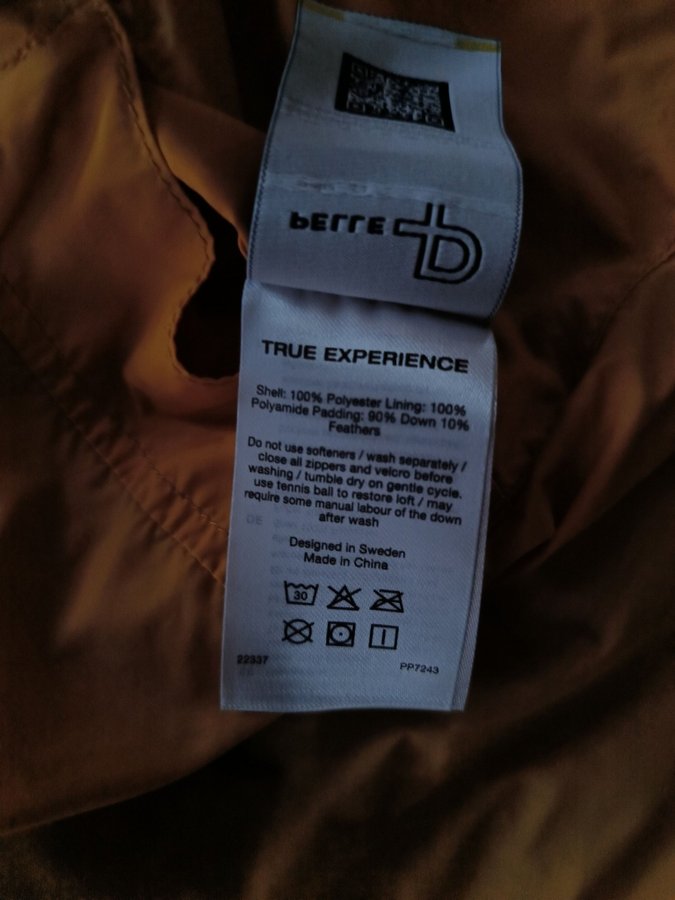 PELLE P
TRUE EXPERIENCE
Shell: 100% Polyester Lining: 100%
Polyamide Padding: 90% Down 10%
Feathers
Do not use softeners / wash separately /
close all zippers and velcro before
washing / tumble dry on gentle cycle.
use tennis ball to restore loft / may
require some manual labour of the down
after wash
Designed in Sweden
Made in China
30
22337
PP7243